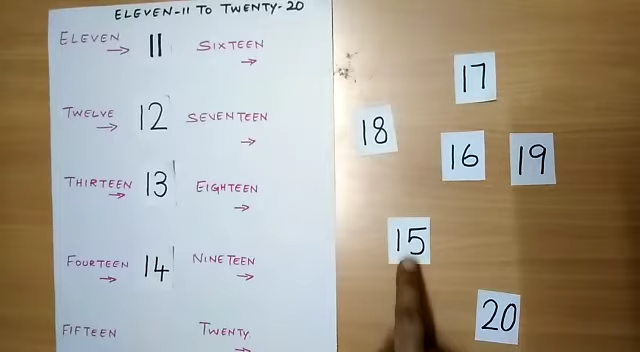 ELEVEN-11 TO TWENTY-20
ELEVEN → 11 SIXTEEN →
TWELVE → 12 SEVENTEEN →
THIRTEEN → 13 EIGHTEEN →
FOURTEEN → 14 NINETEEN →
FIFTEEN TWENTY →
17
18
16
19
15
20